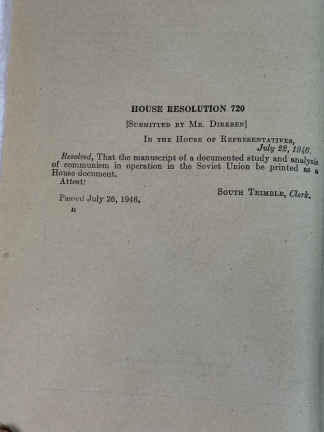 HOUSE RESOLUTION 720
[Submitted by Mr. Dirksen]
In the House of Representatives,
July 22, 1946.
Resolved, That the manuscript of a documented study and analysis
of communism in operation in the Soviet Union be printed as a
House document.
Attest:
South Trimble, Clerk.
Passed July 26, 1946.
II